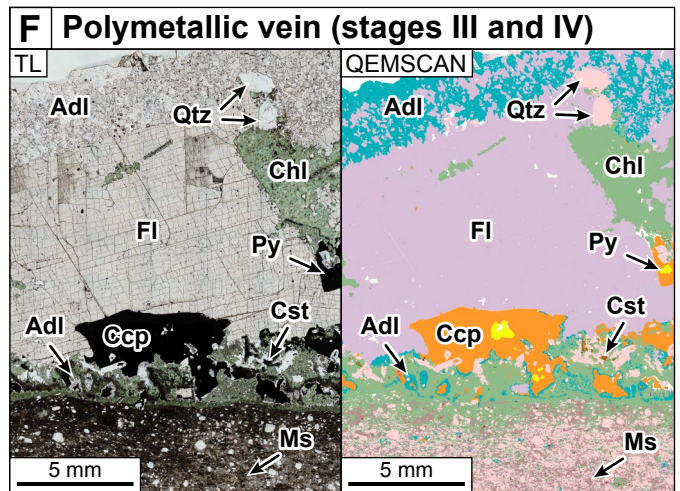 F Polymetallic vein (stages III and IV)
TL
Adl
Qtz
Chl
Fl
Py
Ccp
Cst
Adl
Ms
5 mm
QEMSCAN
Adl
Qtz
Chl
Fl
Py
Ccp
Cst
Adl
Ms
5 mm